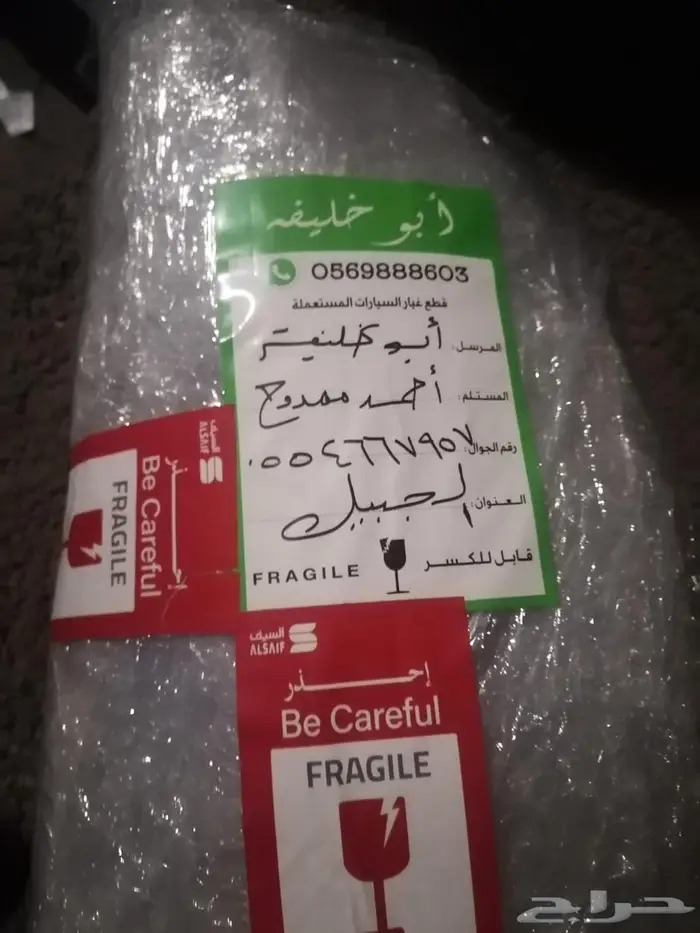 أبو خليفه
0569888603
قطع غيار السيارات المستعملة
المرسل: أبو خليفة
المستلم: أحمد ممدوح
رقم الجوال: ٠٥٥٤٦٦٧٩٥٧
العنوان: الجبيل
قابل للكسر FRAGILE
السيف
ALSAIF
إحذر
Be Careful
FRAGILE
السيف
ALSAIF
إحذر
Be Careful
FRAGILE
حراج